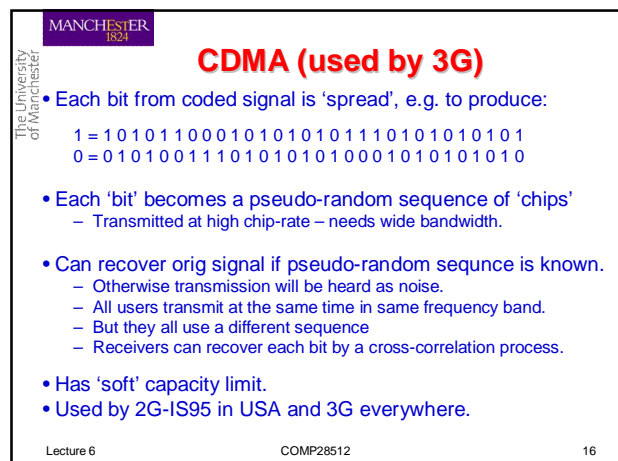 MANCHESTER
1824
The University
of Manchester
CDMA (used by 3G)
• Each bit from coded signal is ‘spread’, e.g. to produce:
1 = 1 0 1 0 1 1 0 0 0 1 0 1 0 1 0 1 0 1 1 1 0 1 0 1 0 1 0 1 0 1
0 = 0 1 0 1 0 0 1 1 1 0 1 0 1 0 1 0 1 0 0 0 1 0 1 0 1 0 1 0 1 0
• Each ‘bit’ becomes a pseudo-random sequence of ‘chips’
– Transmitted at high chip-rate – needs wide bandwidth.
• Can recover orig signal if pseudo-random sequnce is known.
– Otherwise transmission will be heard as noise.
– All users transmit at the same time in same frequency band.
– But they all use a different sequence
– Receivers can recover each bit by a cross-correlation process.
• Has ‘soft’ capacity limit.
• Used by 2G-IS95 in USA and 3G everywhere.
Lecture 6 COMP28512 16